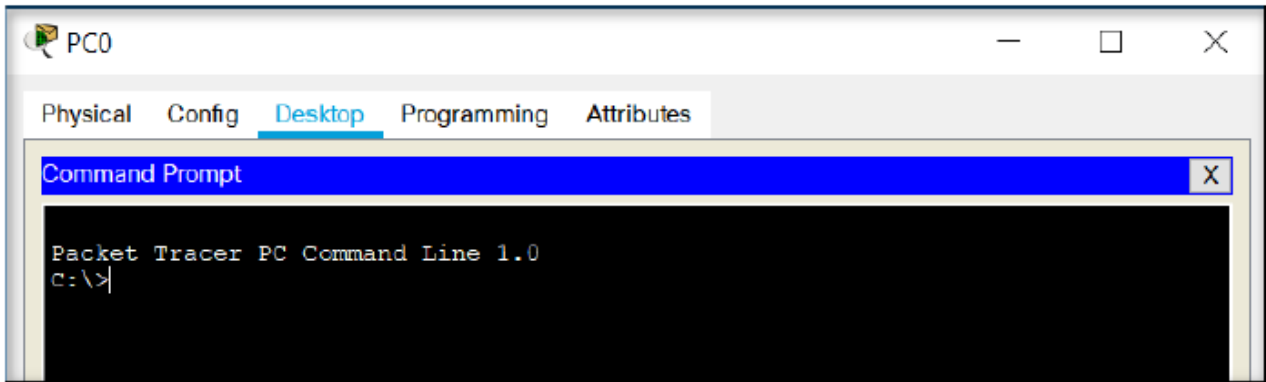 PC0
Physical Config Desktop Programming Attributes
Command Prompt
X
Packet Tracer PC Command Line 1.0
C:\>